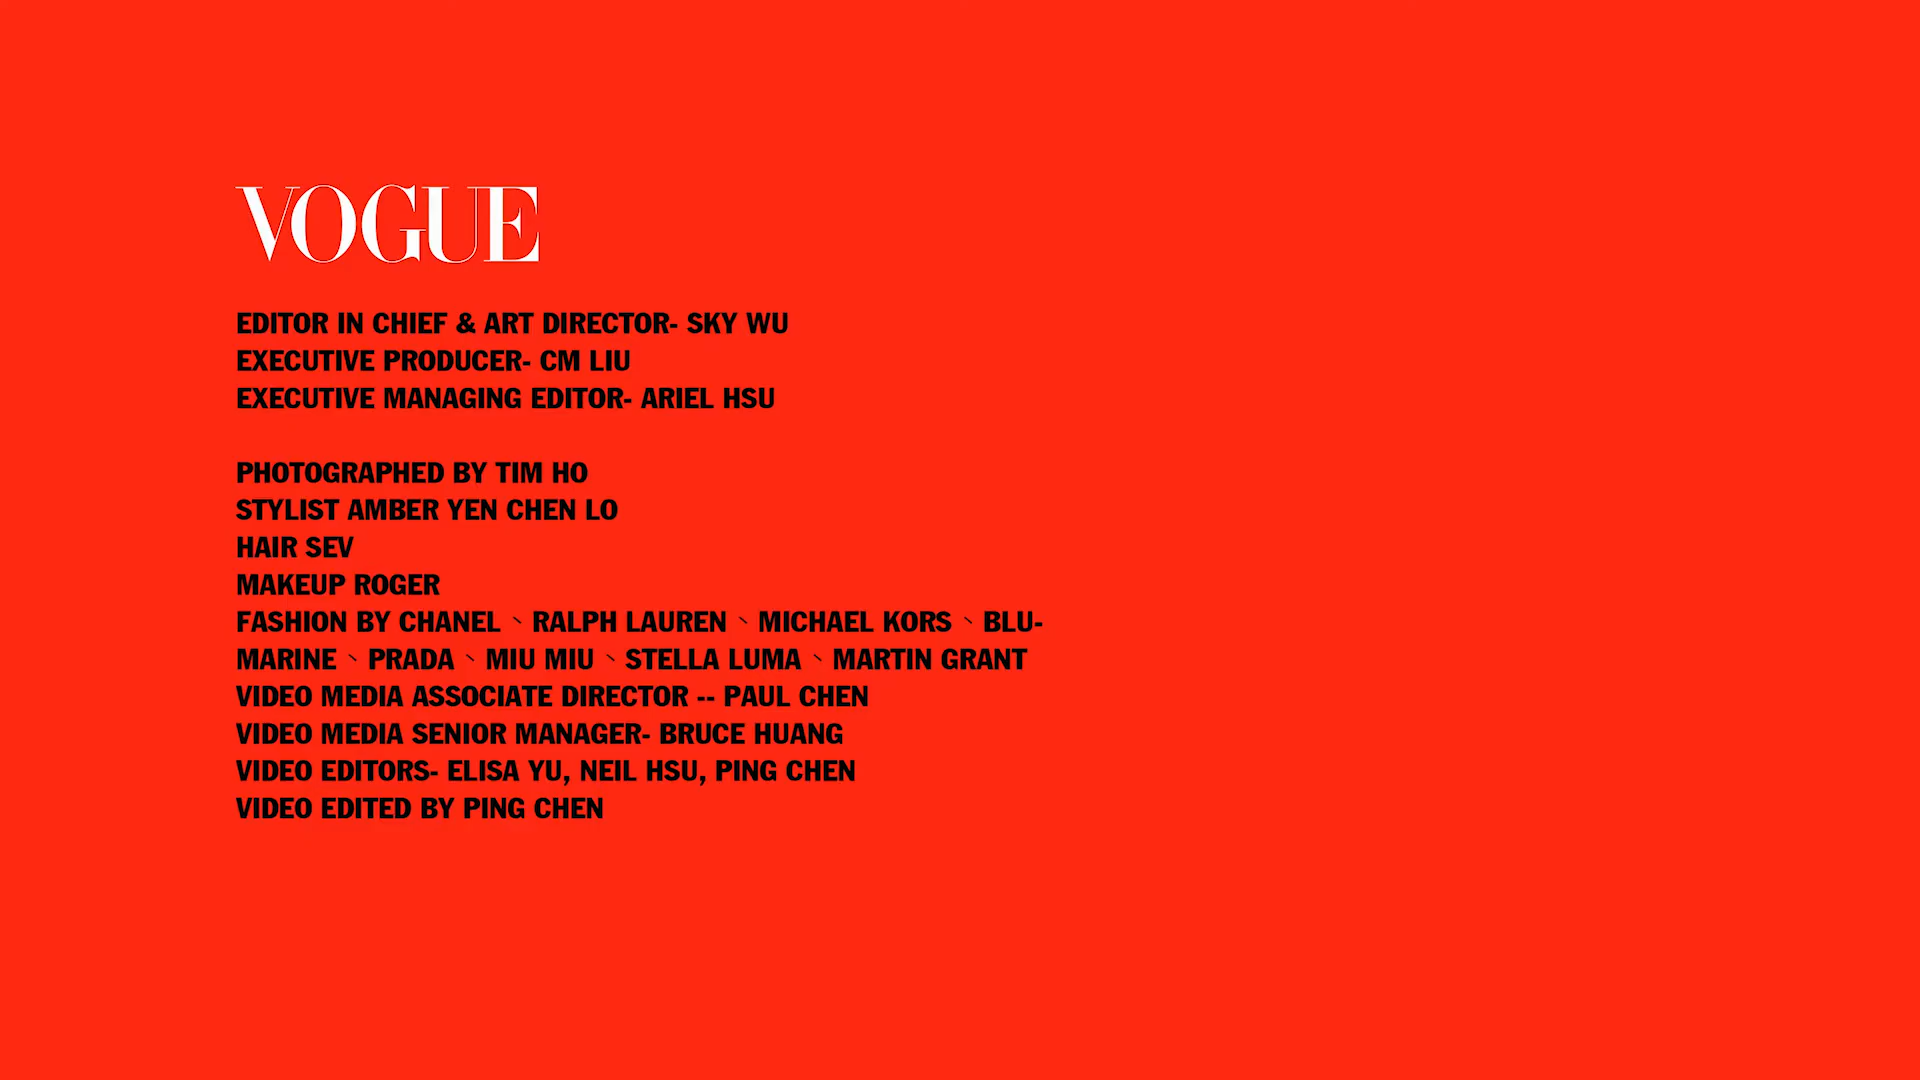 VOGUE
EDITOR IN CHIEF & ART DIRECTOR- SKY WU
EXECUTIVE PRODUCER- CM LIU
EXECUTIVE MANAGING EDITOR- ARIEL HSU
PHOTOGRAPHED BY TIM HO
STYLIST AMBER YEN CHEN LO
HAIR SEV
MAKEUP ROGER
FASHION BY CHANEL、RALPH LAUREN、MICHAEL KORS、BLU-
MARINE、PRADA、MIU MIU、STELLA LUMA、MARTIN GRANT
VIDEO MEDIA ASSOCIATE DIRECTOR -- PAUL CHEN
VIDEO MEDIA SENIOR MANAGER- BRUCE HUANG
VIDEO EDITORS- ELISA YU, NEIL HSU, PING CHEN
VIDEO EDITED BY PING CHEN